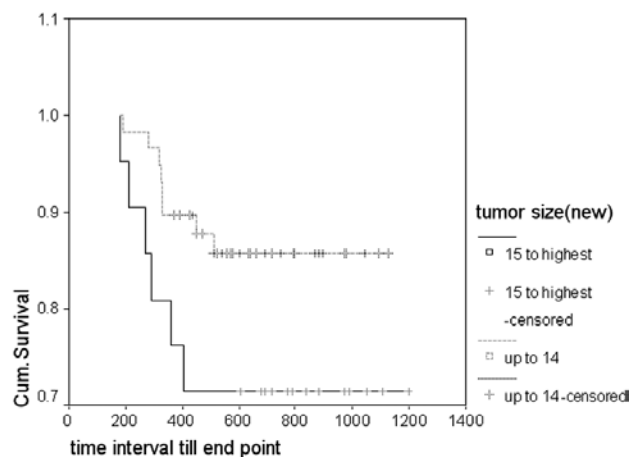 1.1
1.0
0.9
0.8
0.7
Cum. Survival
0 200 400 600 800 1000 1200 1400
time interval till end point
tumor size(new)
15 to highest
15 to highest
-censored
up to 14
up to 14-censored